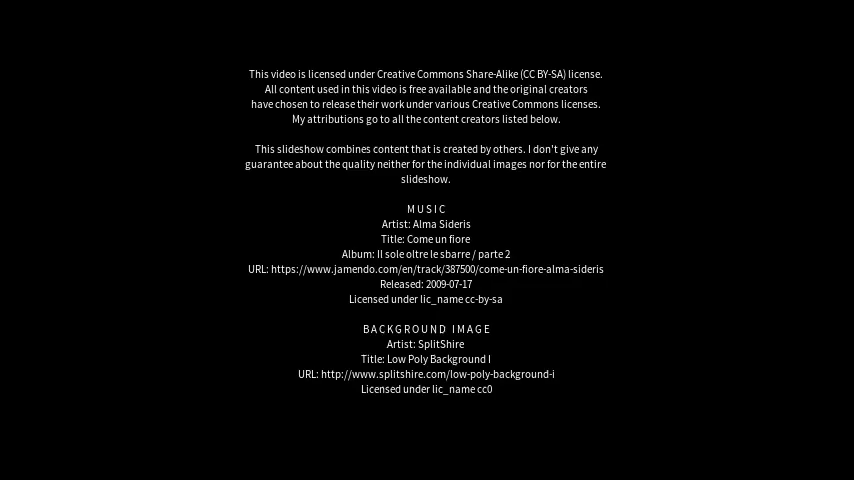 This video is licensed under Creative Commons Share-Alike (CC BY-SA) license.
All content used in this video is free available and the original creators
have chosen to release their work under various Creative Commons licenses.
My attributions go to all the content creators listed below.
This slideshow combines content that is created by others. I don't give any
guarantee about the quality neither for the individual images nor for the entire
slideshow.
MUSIC
Artist: Alma Sideris
Title: Come un fiore
Album: Il sole oltre le sbarre / parte 2
URL: https://www.jamendo.com/en/track/387500/come-un-fiore-alma-sideris
Released: 2009-07-17
Licensed under lic_name cc-by-sa
BACKGROUND IMAGE
Artist: SplitShire
Title: Low Poly Background I
URL: http://www.splitshire.com/low-poly-background-i
Licensed under lic_name cc0